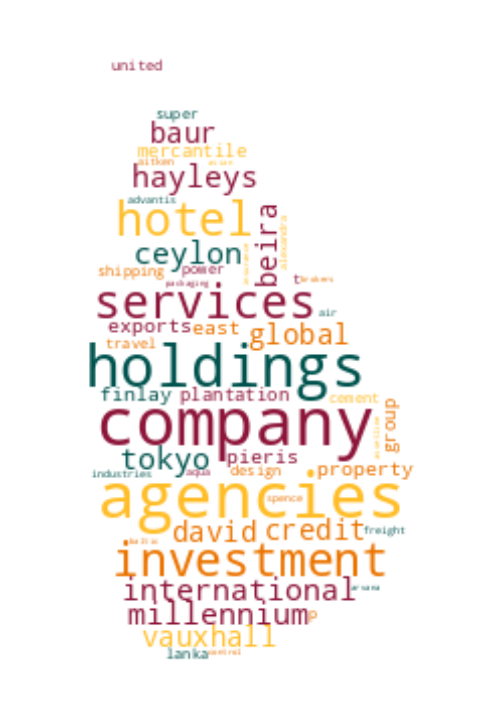 united
super
baur
mercantile
aitken
hayleys
advantis
hotel
beira
alexandra
ceylon
insurance
shipping power
packaging
t brokers
services air
exports east global
travel
holdings
finlay plantation cement
company group
tokyo pieris
industries aqua design property
agencies
spence
david credit freight
investment
international
millennium p
vauxhall
lanka